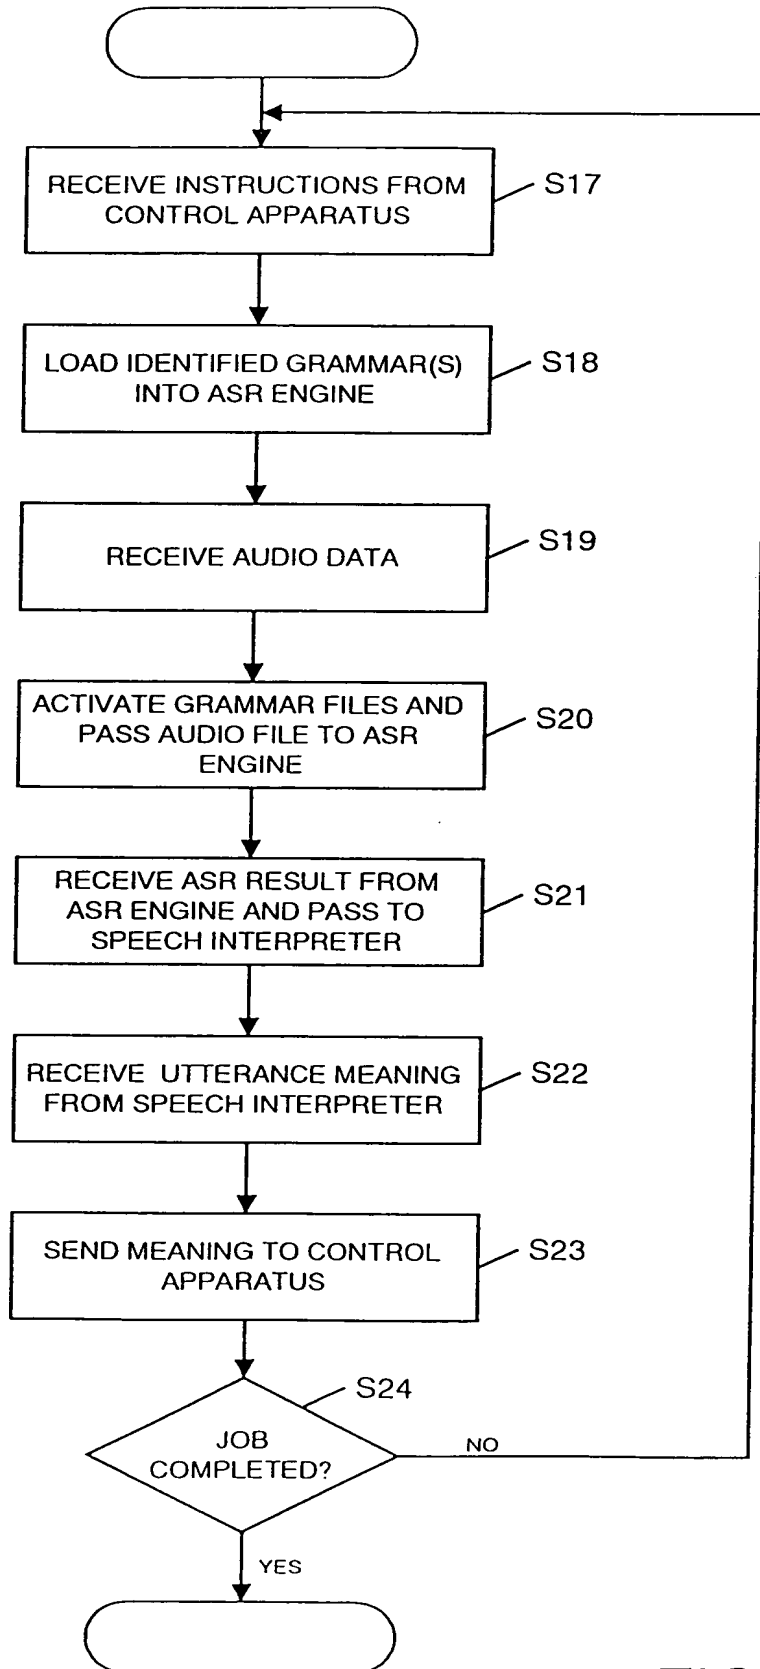 RECEIVE INSTRUCTIONS FROM
CONTROL APPARATUS
S17
LOAD IDENTIFIED GRAMMAR(S)
INTO ASR ENGINE
S18
RECEIVE AUDIO DATA
S19
ACTIVATE GRAMMAR FILES AND
PASS AUDIO FILE TO ASR
ENGINE
S20
RECEIVE ASR RESULT FROM
ASR ENGINE AND PASS TO
SPEECH INTERPRETER
S21
RECEIVE UTTERANCE MEANING
FROM SPEECH INTERPRETER
S22
SEND MEANING TO CONTROL
APPARATUS
S23
S24
JOB
COMPLETED?
NO
YES